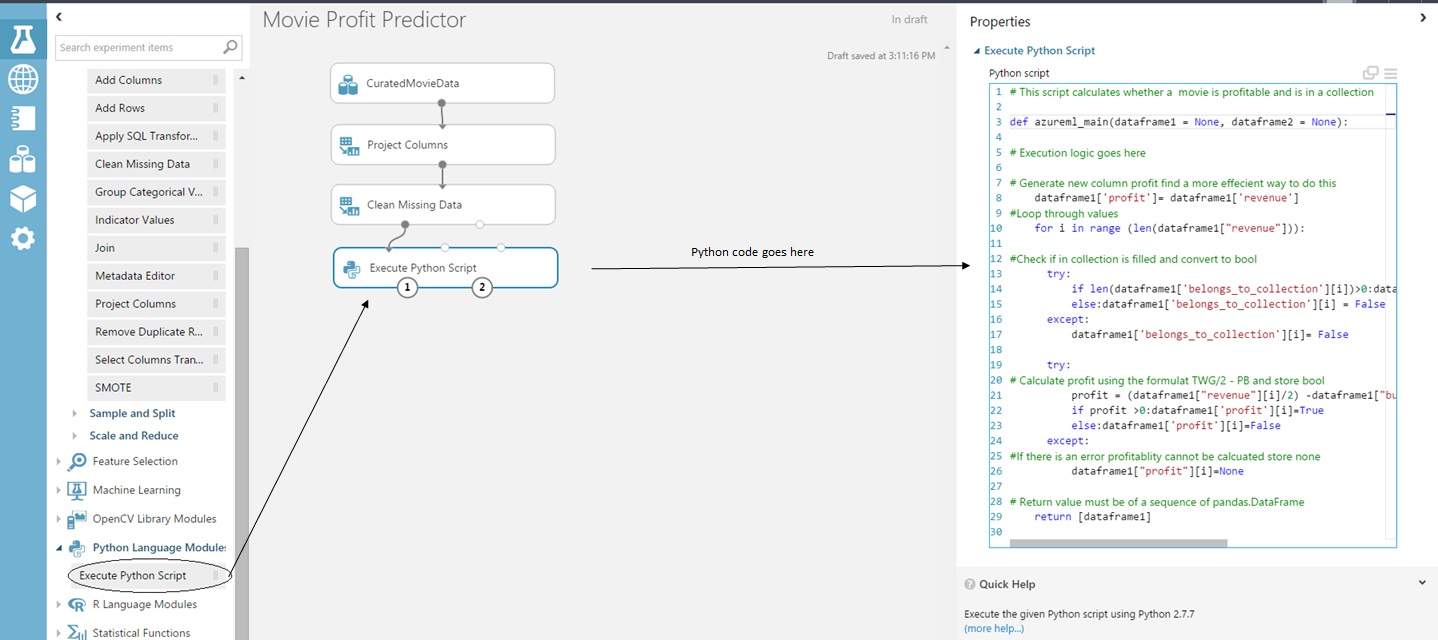 Movie Profit Predictor
In draft
Draft saved at 3:11:16 PM
Search experiment items
Add Columns
Add Rows
Apply SQL Transfor...
Clean Missing Data
Group Categorical V...
Indicator Values
Join
Metadata Editor
Project Columns
Remove Duplicate R...
Select Columns Tran...
SMOTE
Sample and Split
Scale and Reduce
Feature Selection
Machine Learning
OpenCV Library Modules
Python Language Modules
Execute Python Script
R Language Modules
Statistical Functions
CuratedMovieData
Project Columns
Clean Missing Data
Execute Python Script
1
2
Python code goes here
Properties
Execute Python Script
Python script
1 # This script calculates whether a movie is profitable and is in a collection
2
3 def azureml_main(dataframe1 = None, dataframe2 = None):
4
5 # Execution logic goes here
6
7 # Generate new column profit find a more effecient way to do this
8 dataframe1['profit']= dataframe1['revenue']
9 #Loop through values
10 for i in range (len(dataframe1["revenue"])):
11
12 #Check if in collection is filled and convert to bool
13 try:
14 if len(dataframe1['belongs_to_collection'][i])>0:data
15 else:dataframe1['belongs_to_collection'][i] = False
16 except:
17 dataframe1['belongs_to_collection'][i]= False
18
19 try:
20 # Calculate profit using the formulat TWG/2 - PB and store bool
21 profit = (dataframe1["revenue"][i]/2) -dataframe1["bu
22 if profit >0:dataframe1['profit'][i]=True
23 else:dataframe1['profit'][i]=False
24 except:
25 #If there is an error profitablity cannot be calcuated store none
26 dataframe1["profit"][i]=None
27
28 # Return value must be of a sequence of pandas.DataFrame
29 return [dataframe1]
30
Quick Help
Execute the given Python script using Python 2.7.7
(more help...)